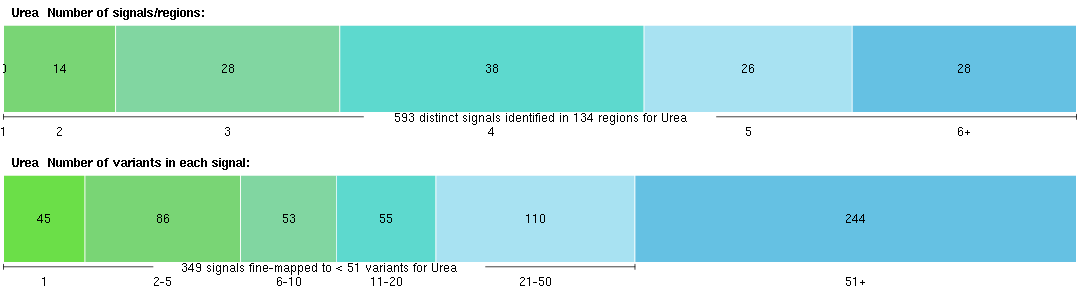 Urea Number of signals/regions:
14 28 38 26 28
593 distinct signals identified in 134 regions for Urea
1 2 3 4 5 6+
Urea Number of variants in each signal:
45 86 53 55 110 244
349 signals fine-mapped to < 51 variants for Urea
1 2-5 6-10 11-20 21-50 51+